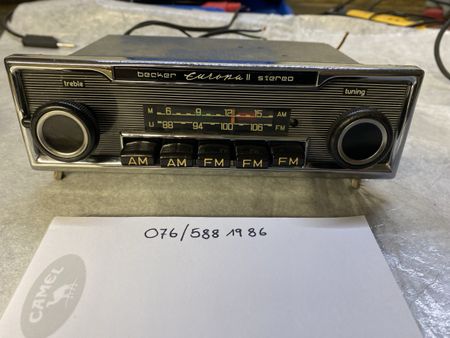 becker Europa II stereo
treble
tuning
M 6 9 12 15 AM
U 88 94 100 106 FM
AM AM FM FM FM
076/588 19 86
CAMEL